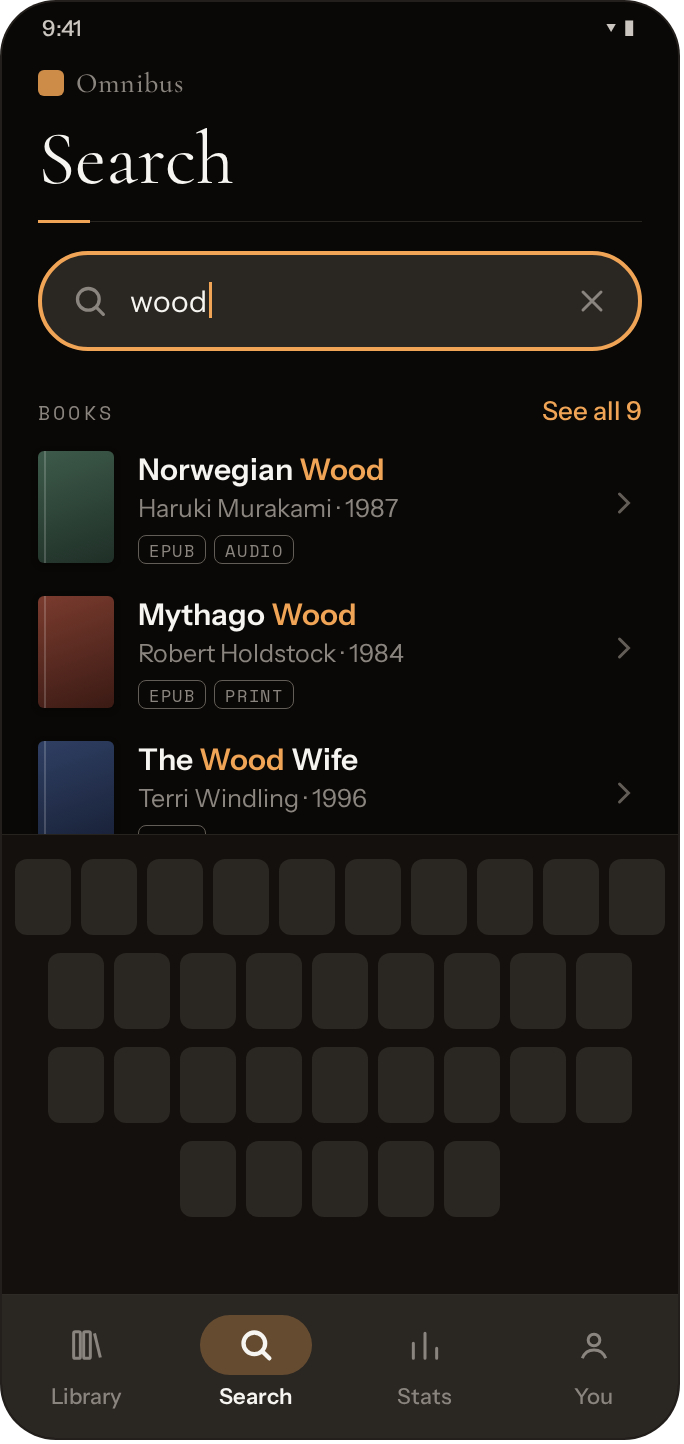 9:41
Omnibus
Search
wood
BOOKS
See all 9
Norwegian Wood
Haruki Murakami · 1987
EPUB AUDIO
Mythago Wood
Robert Holdstock · 1984
EPUB PRINT
The Wood Wife
Terri Windling · 1996
Library
Search
Stats
You